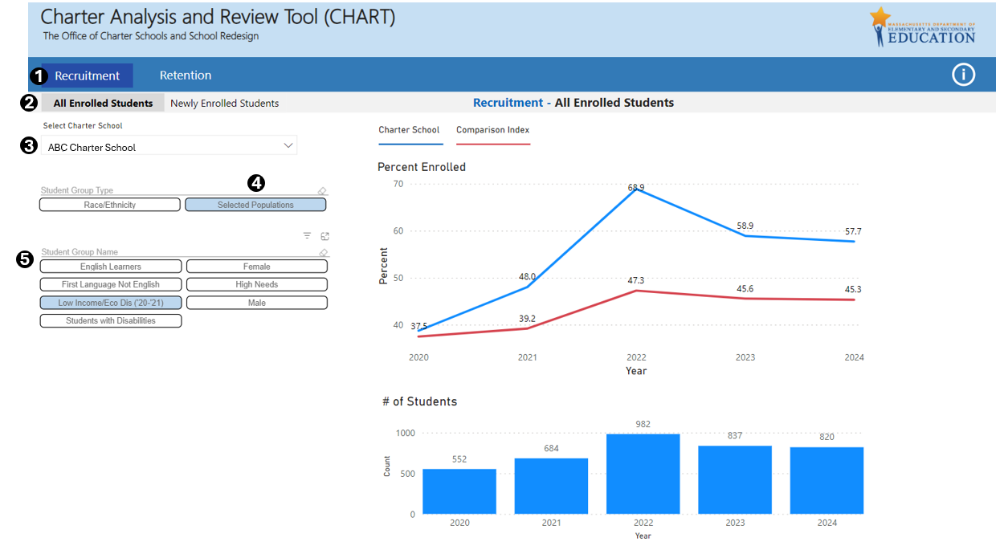 Charter Analysis and Review Tool (CHART)
The Office of Charter Schools and School Redesign
MASSACHUSETTS DEPARTMENT OF
ELEMENTARY AND SECONDARY
EDUCATION
1 Recruitment Retention
2 All Enrolled Students Newly Enrolled Students
Recruitment - All Enrolled Students
Select Charter School
3 ABC Charter School
4
Student Group Type
Race/Ethnicity Selected Populations
5 Student Group Name
English Learners Female
First Language Not English High Needs
Low Income/Eco Dis ('20-'21) Male
Students with Disabilities
Charter School Comparison Index
Percent Enrolled
Percent
70
60
50
40
68.9
58.9
57.7
48.0
47.3
45.6
45.3
39.2
37.5
2020 2021 2022 2023 2024
Year
# of Students
Count
1000
500
0
552 684 982 837 820
2020 2021 2022 2023 2024
Year